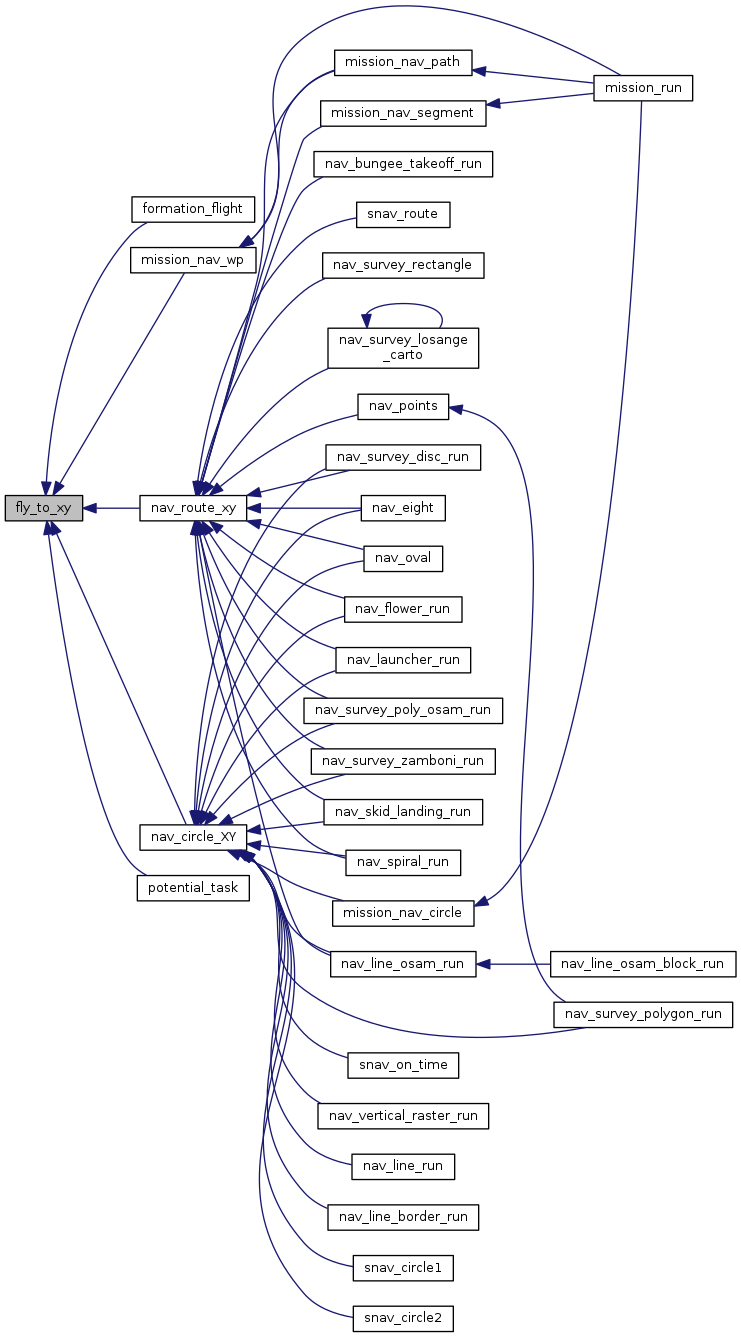 mission_nav_path
mission_run
mission_nav_segment
nav_bungee_takeoff_run
formation_flight
snav_route
mission_nav_wp
nav_survey_rectangle
nav_survey_losange
_carto
nav_points
nav_survey_disc_run
fly_to_xy
nav_route_xy
nav_eight
nav_oval
nav_flower_run
nav_launcher_run
nav_survey_poly_osam_run
nav_survey_zamboni_run
nav_skid_landing_run
nav_circle_XY
nav_spiral_run
potential_task
mission_nav_circle
nav_line_osam_run
nav_line_osam_block_run
nav_survey_polygon_run
snav_on_time
nav_vertical_raster_run
nav_line_run
nav_line_border_run
snav_circle1
snav_circle2